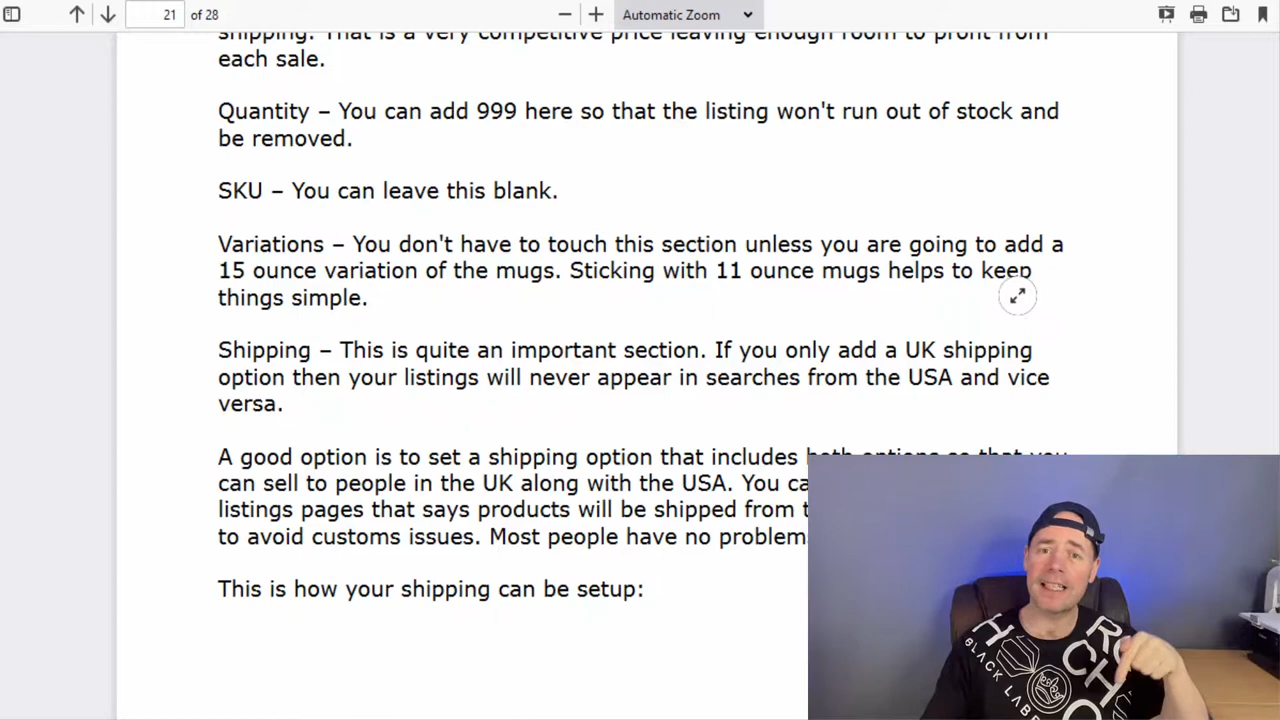 21 of 28
Automatic Zoom
shipping. That is a very competitive price leaving enough room to profit from
each sale.
Quantity – You can add 999 here so that the listing won't run out of stock and
be removed.
SKU – You can leave this blank.
Variations – You don't have to touch this section unless you are going to add a
15 ounce variation of the mugs. Sticking with 11 ounce mugs helps to keep
things simple.
Shipping – This is quite an important section. If you only add a UK shipping
option then your listings will never appear in searches from the USA and vice
versa.
A good option is to set a shipping option that includes both options so that you
can sell to people in the UK along with the USA. You
listings pages that says products will be shipped from
to avoid customs issues. Most people have no
This is how your shipping can be setup:
BLACK LABEL